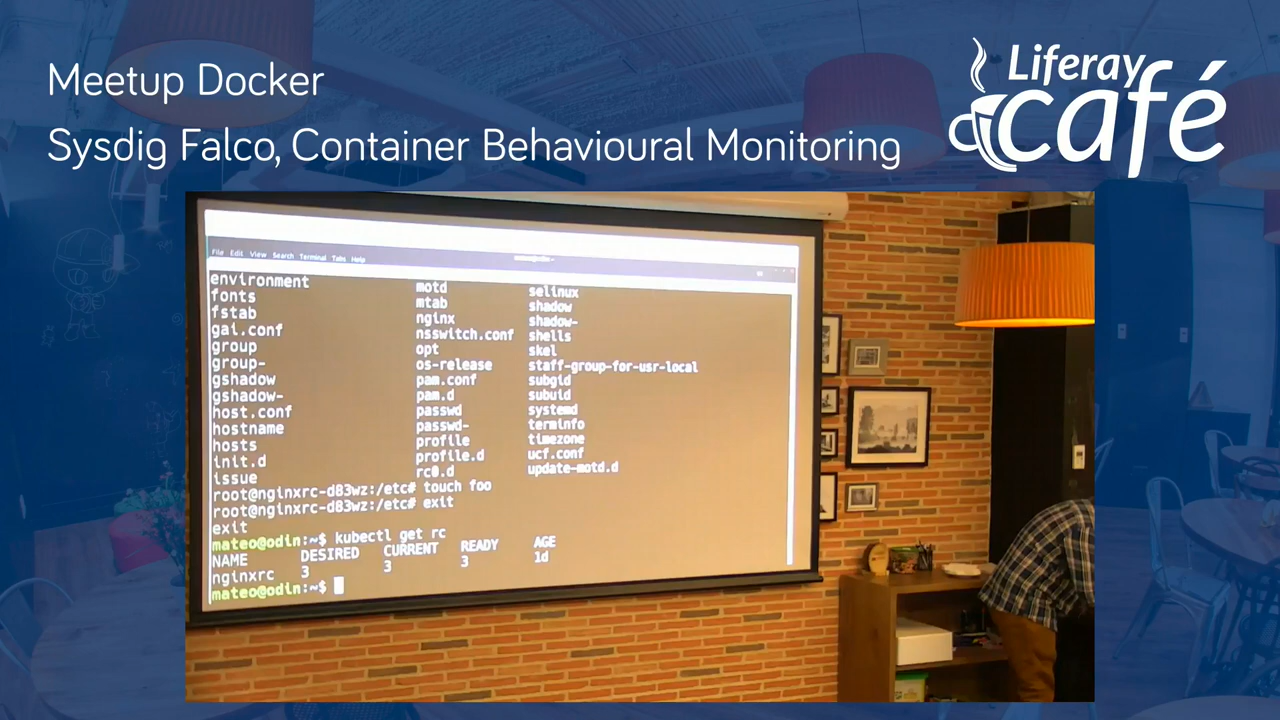 Meetup Docker
Sysdig Falco, Container Behavioural Monitoring
Liferay
café
File Edit View Search Terminal Tabs Help
environment motd selinux
fonts mtab shadow
fstab nginx shadow-
gai.conf nsswitch.conf shells
group opt skel
group- os-release staff-group-for-usr-local
gshadow pam.conf subgid
gshadow- pam.d subuid
host.conf passwd systemd
hostname passwd- terminfo
hosts profile timezone
init.d profile.d ucf.conf
issue rc0.d update-motd.d
root@nginxrc-d83wz:/etc# touch foo
root@nginxrc-d83wz:/etc# exit
exit
mateo@odin:~$ kubectl get rc
NAME DESIRED CURRENT READY AGE
nginxrc 3 3 3 1d
mateo@odin:~$